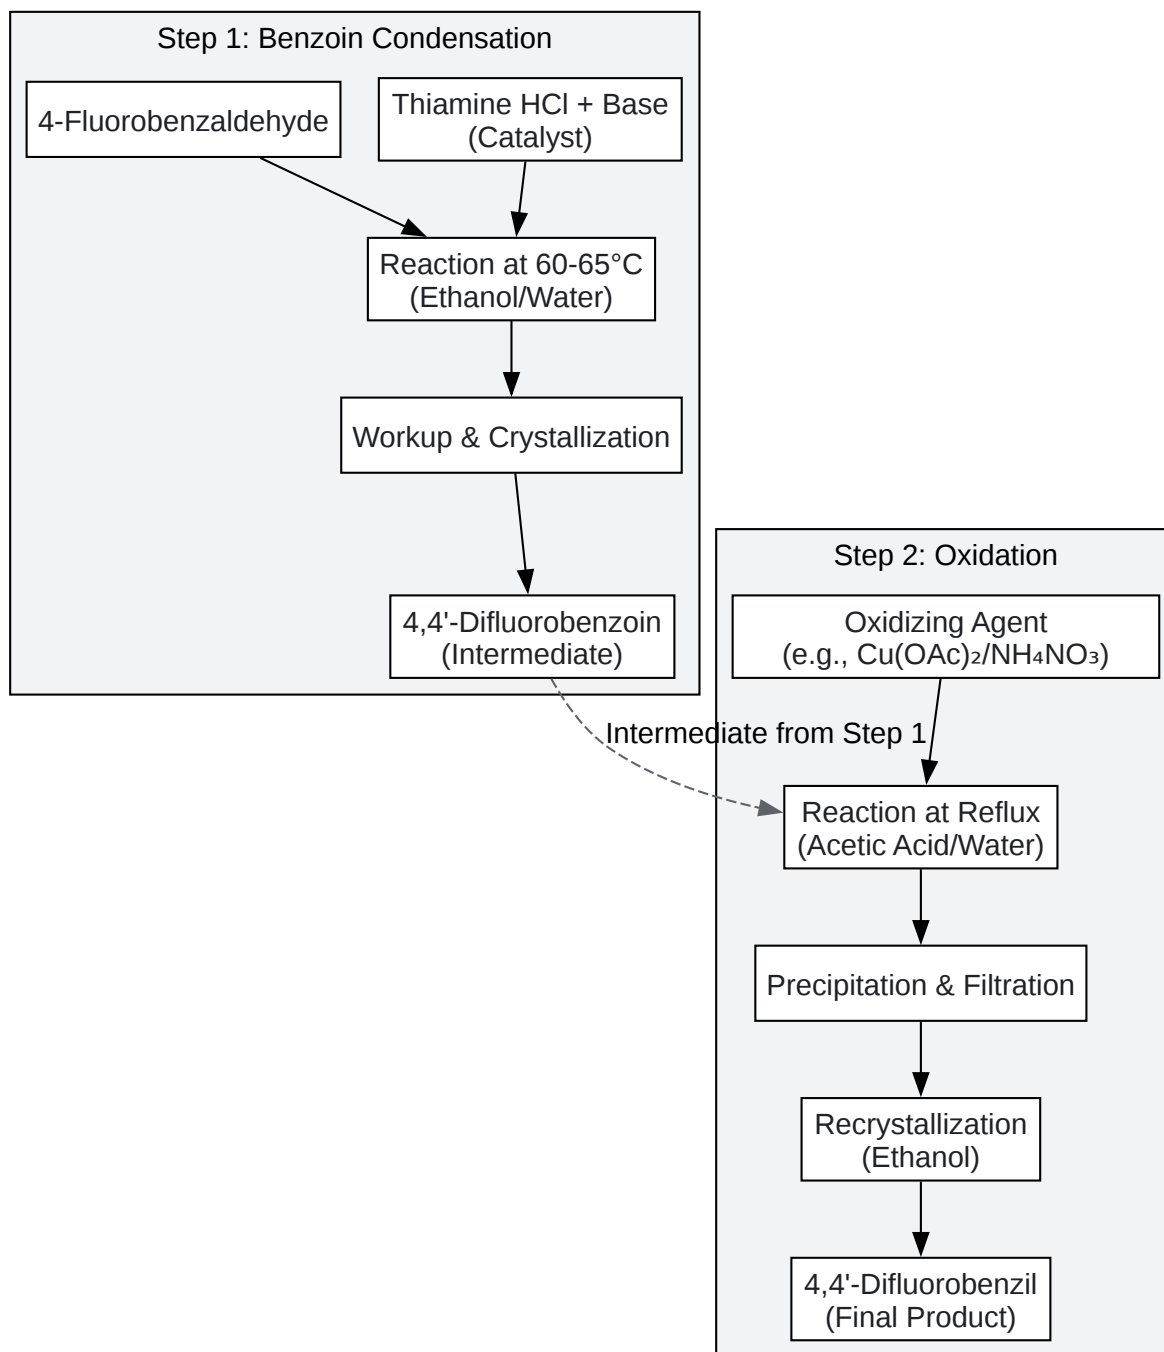 Step 1: Benzoin Condensation
4-Fluorobenzaldehyde
Thiamine HCl + Base
(Catalyst)
Reaction at 60-65°C
(Ethanol/Water)
Workup & Crystallization
4,4'-Difluorobenzoin
(Intermediate)
Step 2: Oxidation
Oxidizing Agent
(e.g., Cu(OAc)₂/NH₄NO₃)
Intermediate from Step 1
Reaction at Reflux
(Acetic Acid/Water)
Precipitation & Filtration
Recrystallization
(Ethanol)
4,4'-Difluorobenzil
(Final Product)